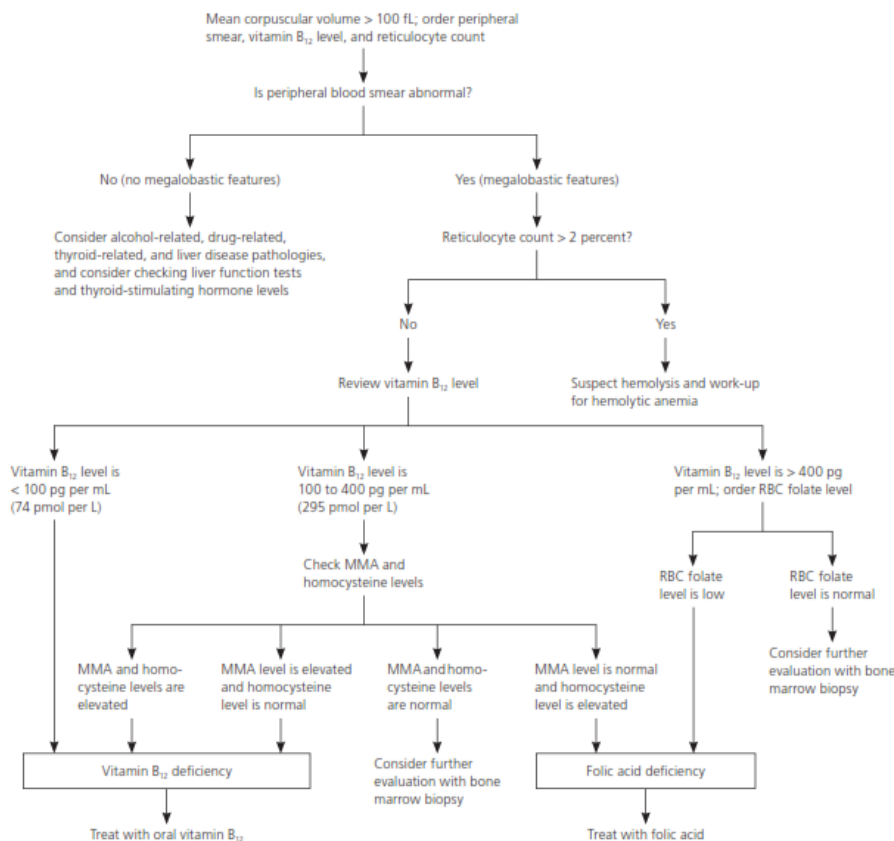 Mean corpuscular volume > 100 fL; order peripheral
smear, vitamin B₁₂ level, and reticulocyte count
Is peripheral blood smear abnormal?
No (no megalobastic features)
Yes (megalobastic features)
Consider alcohol-related, drug-related,
thyroid-related, and liver disease pathologies,
and consider checking liver function tests
and thyroid-stimulating hormone levels
Reticulocyte count > 2 percent?
No
Yes
Review vitamin B₁₂ level
Suspect hemolysis and work-up
for hemolytic anemia
Vitamin B₁₂ level is
< 100 pg per mL
(74 pmol per L)
Vitamin B₁₂ level is
100 to 400 pg per mL
(295 pmol per L)
Vitamin B₁₂ level is > 400 pg
per mL; order RBC folate level
Check MMA and
homocysteine levels
RBC folate
level is low
RBC folate
level is normal
Consider further
evaluation with bone
marrow biopsy
MMA and homo-
cysteine levels are
elevated
MMA level is elevated
and homocysteine
level is normal
MMA and homo-
cysteine levels
are normal
MMA level is normal
and homocysteine
level is elevated
Vitamin B₁₂ deficiency
Consider further
evaluation with bone
marrow biopsy
Folic acid deficiency
Treat with oral vitamin B₁₂
Treat with folic acid